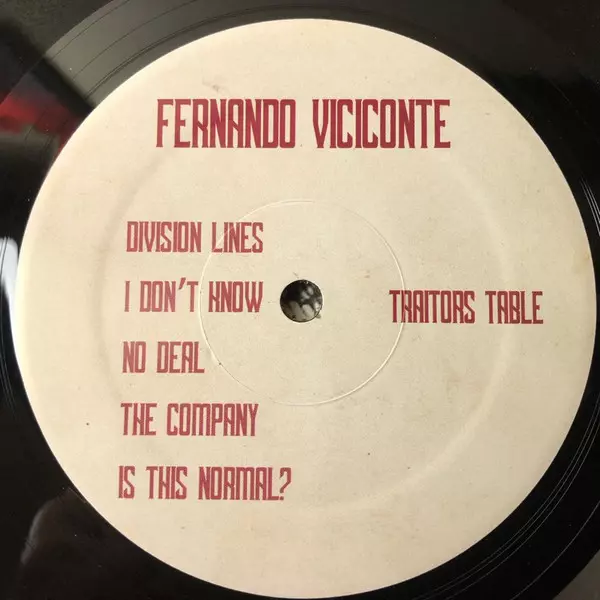 FERNANDO VICICONTE
DIVISION LINES
I DON'T KNOW
NO DEAL
THE COMPANY
IS THIS NORMAL?
TRAITORS TABLE